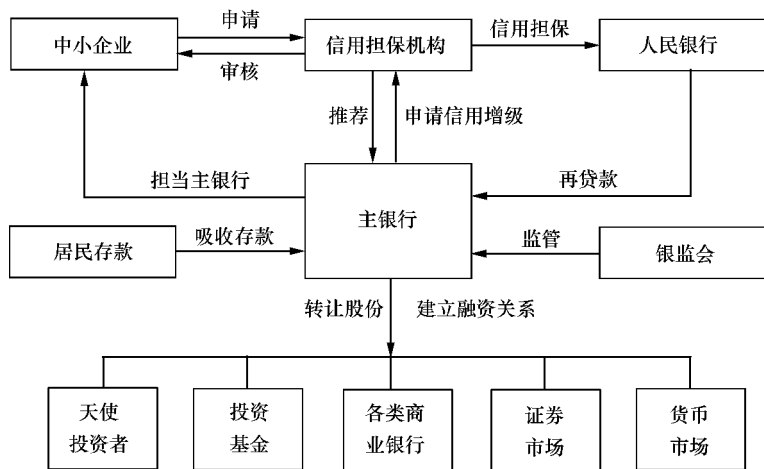 申请
中小企业
信用担保机构
信用担保
人民银行
审核
推荐
申请信用增级
担当主银行
再贷款
主银行
居民存款
吸收存款
监管
银监会
转让股份
建立融资关系
天使
投资者
投资
基金
各类商
业银行
证券
市场
货币
市场